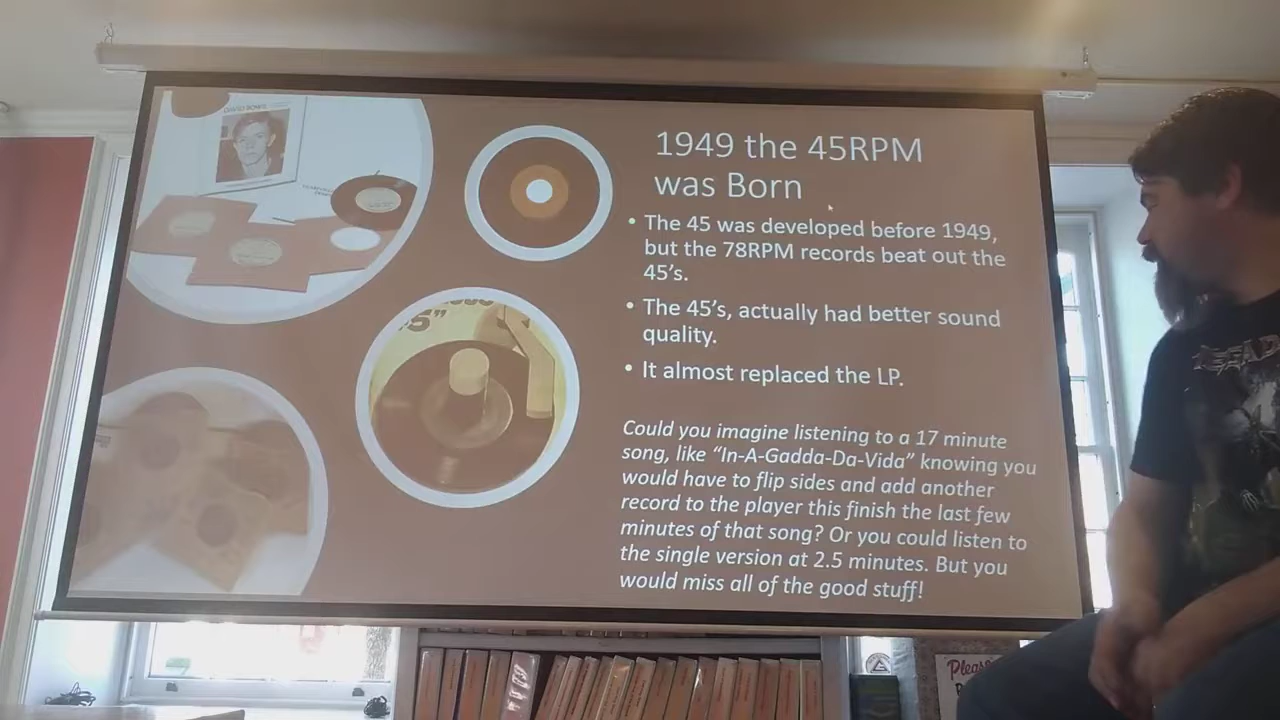 DAVID BOWIE
1949 the 45RPM
was Born
• The 45 was developed before 1949,
but the 78RPM records beat out the
45’s.
• The 45’s, actually had better sound
quality.
• It almost replaced the LP.
Could you imagine listening to a 17 minute
song, like “In-A-Gadda-Da-Vida” knowing you
would have to flip sides and add another
record to the player this finish the last few
minutes of that song? Or you could listen to
the single version at 2.5 minutes. But you
would miss all of the good stuff!
Please